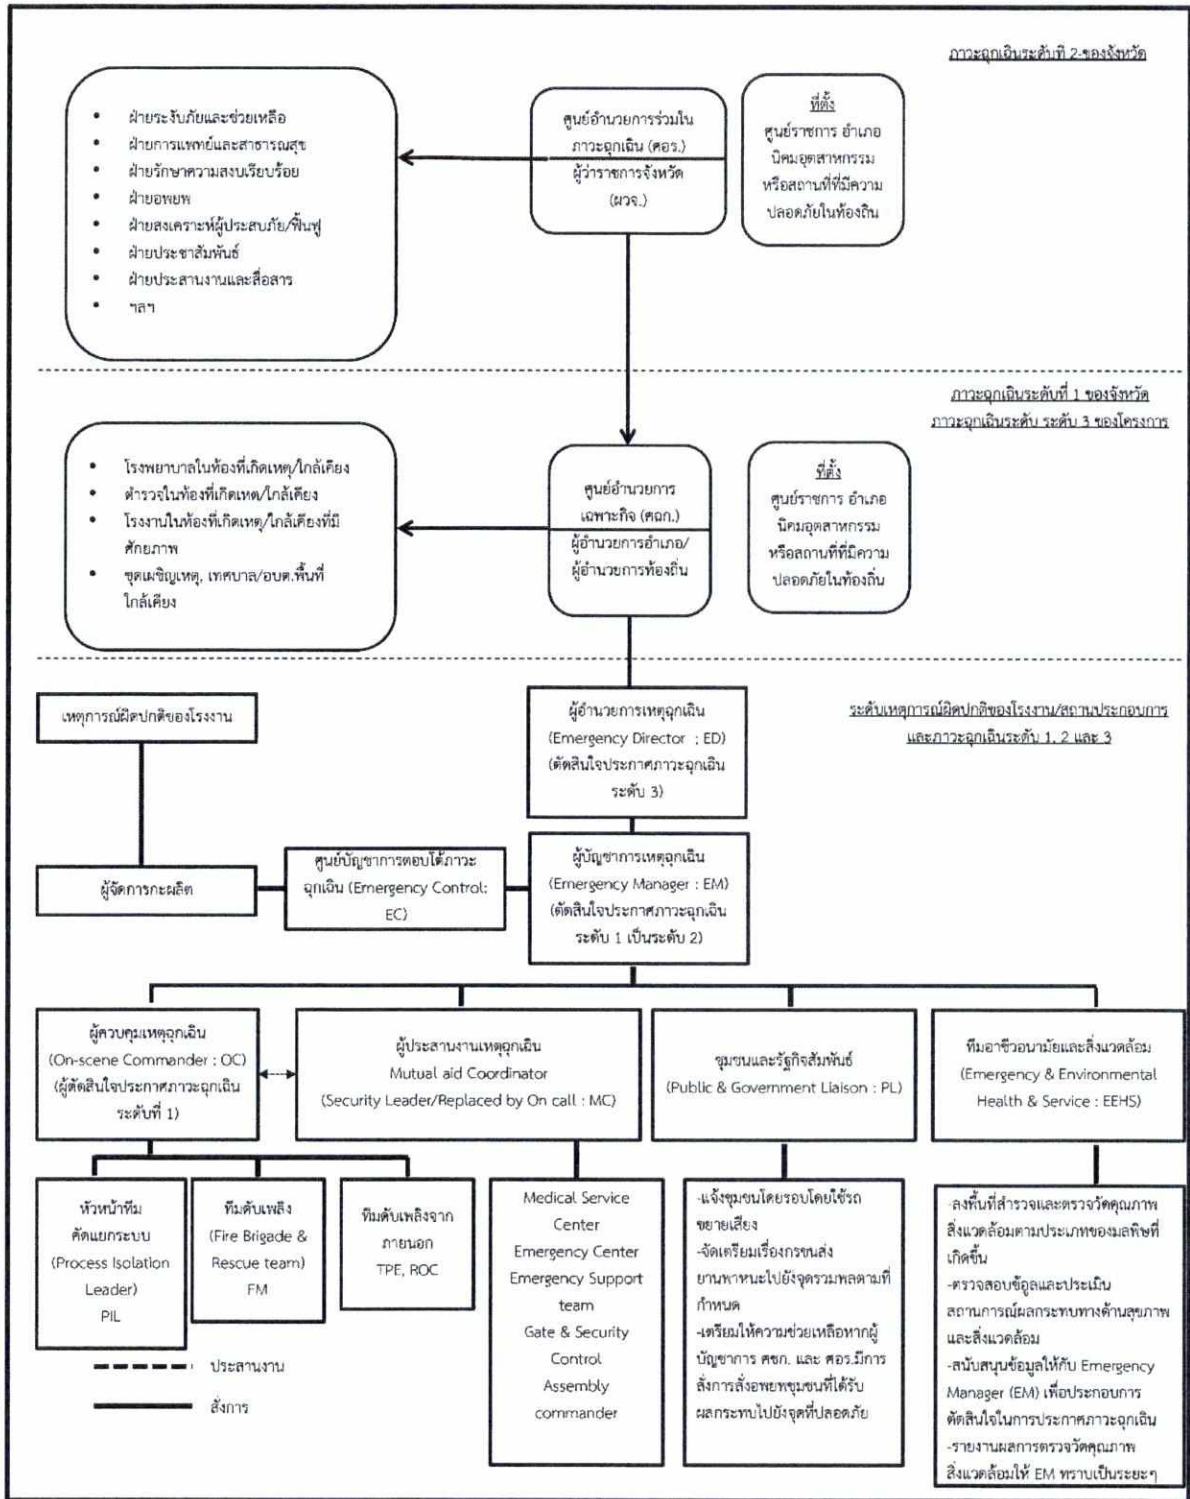 ภาวะฉุกเฉินระดับที่ 2-ของจังหวัด
ฝ่ายระงับภัยและช่วยเหลือ
ฝ่ายการแพทย์และสาธารณสุข
ฝ่ายรักษาความสงบเรียบร้อย
ฝ่ายอพยพ
ฝ่ายสงเคราะห์ผู้ประสบภัย/ฟื้นฟู
ฝ่ายประชาสัมพันธ์
ฝ่ายประสานงานและสื่อสาร
ฯลฯ
ศูนย์อำนวยการร่วมใน
ภาวะฉุกเฉิน (ศอร.)
ผู้ว่าราชการจังหวัด
(ผวจ.)
ที่ตั้ง
ศูนย์ราชการ อำเภอ
นิคมอุตสาหกรรม
หรือสถานที่ที่มีความ
ปลอดภัยในท้องถิ่น
ภาวะฉุกเฉินระดับที่ 1 ของจังหวัด
ภาวะฉุกเฉินระดับ ระดับ 3 ของโครงการ
โรงพยาบาลในท้องที่เกิดเหตุ/ใกล้เคียง
ตำรวจในท้องที่เกิดเหตุ/ใกล้เคียง
โรงงานในท้องที่เกิดเหตุ/ใกล้เคียงที่มี
ศักยภาพ
ชุดเผชิญเหตุ, เทศบาล/อบต.พื้นที่
ใกล้เคียง
ศูนย์อำนวยการ
เฉพาะกิจ (ศฉก.)
ผู้อำนวยการอำเภอ/
ผู้อำนวยการท้องถิ่น
ที่ตั้ง
ศูนย์ราชการ อำเภอ
นิคมอุตสาหกรรม
หรือสถานที่ที่มีความ
ปลอดภัยในท้องถิ่น
ระดับเหตุการณ์ผิดปกติของโรงงาน/สถานประกอบการ
และภาวะฉุกเฉินระดับ 1, 2 และ 3
เหตุการณ์ผิดปกติของโรงงาน
ผู้อำนวยการเหตุฉุกเฉิน
(Emergency Director ; ED)
(ตัดสินใจประกาศภาวะฉุกเฉิน
ระดับ 3)
ผู้จัดการกะผลิต
ศูนย์บัญชาการตอบโต้ภาวะ
ฉุกเฉิน (Emergency Control:
EC)
ผู้บัญชาการเหตุฉุกเฉิน
(Emergency Manager : EM)
(ตัดสินใจประกาศภาวะฉุกเฉิน
ระดับ 1 เป็นระดับ 2)
ผู้ควบคุมเหตุฉุกเฉิน
(On-scene Commander : OC)
(ผู้ตัดสินใจประกาศภาวะฉุกเฉิน
ระดับที่ 1)
ผู้ประสานงานเหตุฉุกเฉิน
Mutual aid Coordinator
(Security Leader/Replaced by On call : MC)
ชุมชนและรัฐกิจสัมพันธ์
(Public & Government Liaison : PL)
ทีมอาชีวอนามัยและสิ่งแวดล้อม
(Emergency & Environmental
Health & Service : EEHS)
หัวหน้าทีม
ตัดแยกระบบ
(Process Isolation
Leader)
PIL
ทีมดับเพลิง
(Fire Brigade &
Rescue team)
FM
ทีมดับเพลิงจาก
ภายนอก
TPE, ROC
Medical Service
Center
Emergency Center
Emergency Support
team
Gate & Security
Control
Assembly
commander
-แจ้งชุมชนโดยรอบโดยใช้รถ
ขยายเสียง
-จัดเตรียมเรื่องกรขนส่ง
ยานพาหนะไปยังจุดรวมพลตามที่
กำหนด
-เตรียมให้ความช่วยเหลือหากผู้
บัญชาการ ศชก. และ ศอร.มีการ
สั่งการสั่งอพยพชุมชนที่ได้รับ
ผลกระทบไปยังจุดที่ปลอดภัย
-ลงพื้นที่สำรวจและตรวจวัดคุณภาพ
สิ่งแวดล้อมตามประเภทของมลพิษที่
เกิดขึ้น
-ตรวจสอบข้อูลและประเมิน
สถานการณ์ผลกระทบทางด้านสุขภาพ
และสิ่งแวดล้อม
-สนับสนุนข้อมูลให้กับ Emergency
Manager (EM) เพื่อประกอบการ
ตัดสินใจในการประกาศภาวะฉุกเฉิน
-รายงานผลการตรวจวัดคุณภาพ
สิ่งแวดล้อมให้ EM ทราบเป็นระยะๆ
ประสานงาน
สั่งการ